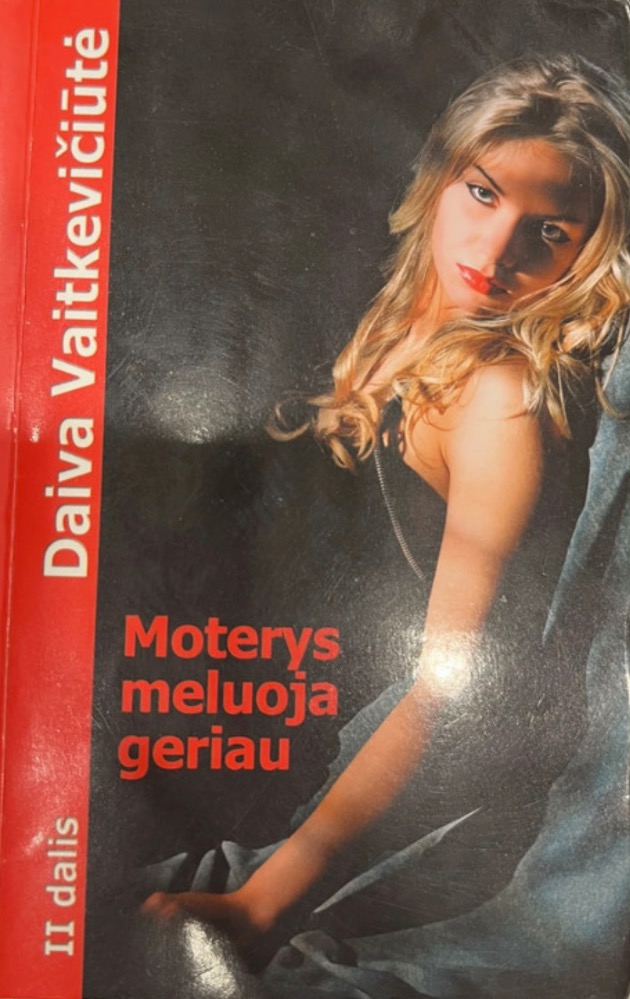 Daiva Vaitkevičiūtė
Moterys
meluoja
geriau
II dalis